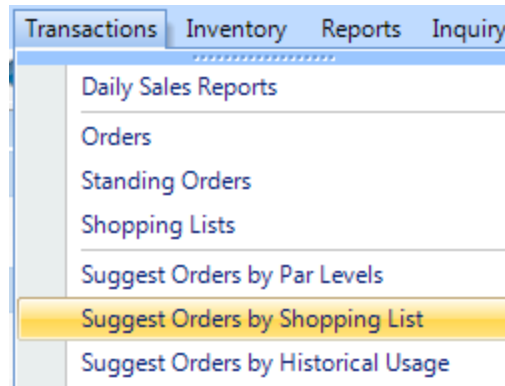 Transactions Inventory Reports Inquiry
Daily Sales Reports
Orders
Standing Orders
Shopping Lists
Suggest Orders by Par Levels
Suggest Orders by Shopping List
Suggest Orders by Historical Usage